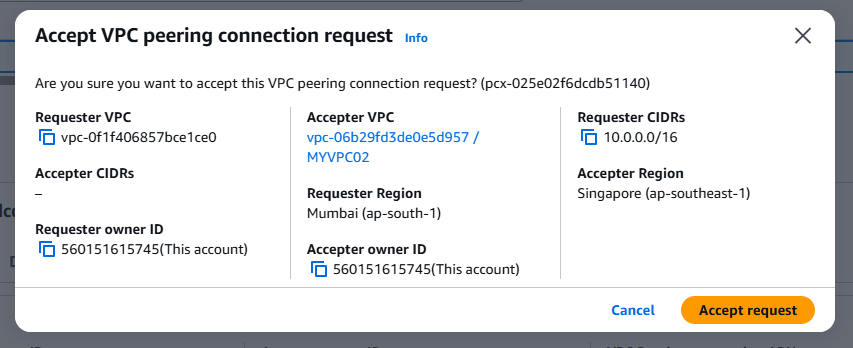 Accept VPC peering connection request Info
Are you sure you want to accept this VPC peering connection request? (pcx-025e02f6dcdb51140)
Requester VPC
vpc-0f1f406857bce1ce0
Accepter CIDRs
–
Requester owner ID
560151615745(This account)
Accepter VPC
vpc-06b29fd3de0e5d957 /
MYVPC02
Requester Region
Mumbai (ap-south-1)
Accepter owner ID
560151615745(This account)
Requester CIDRs
10.0.0.0/16
Accepter Region
Singapore (ap-southeast-1)
Cancel
Accept request